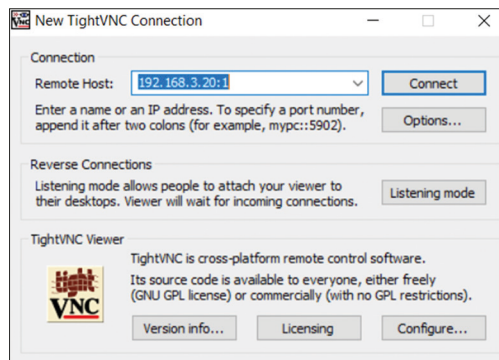 New TightVNC Connection
Connection
Remote Host: 192.168.3.20:1 Connect
Enter a name or an IP address. To specify a port number,
append it after two colons (for example, mypc::5902).
Options...
Reverse Connections
Listening mode allows people to attach your viewer to
their desktops. Viewer will wait for incoming connections.
Listening mode
TightVNC Viewer
TightVNC is cross-platform remote control software.
Its source code is available to everyone, either freely
(GNU GPL license) or commercially (with no GPL restrictions).
tight
VNC
Version info... Licensing Configure...